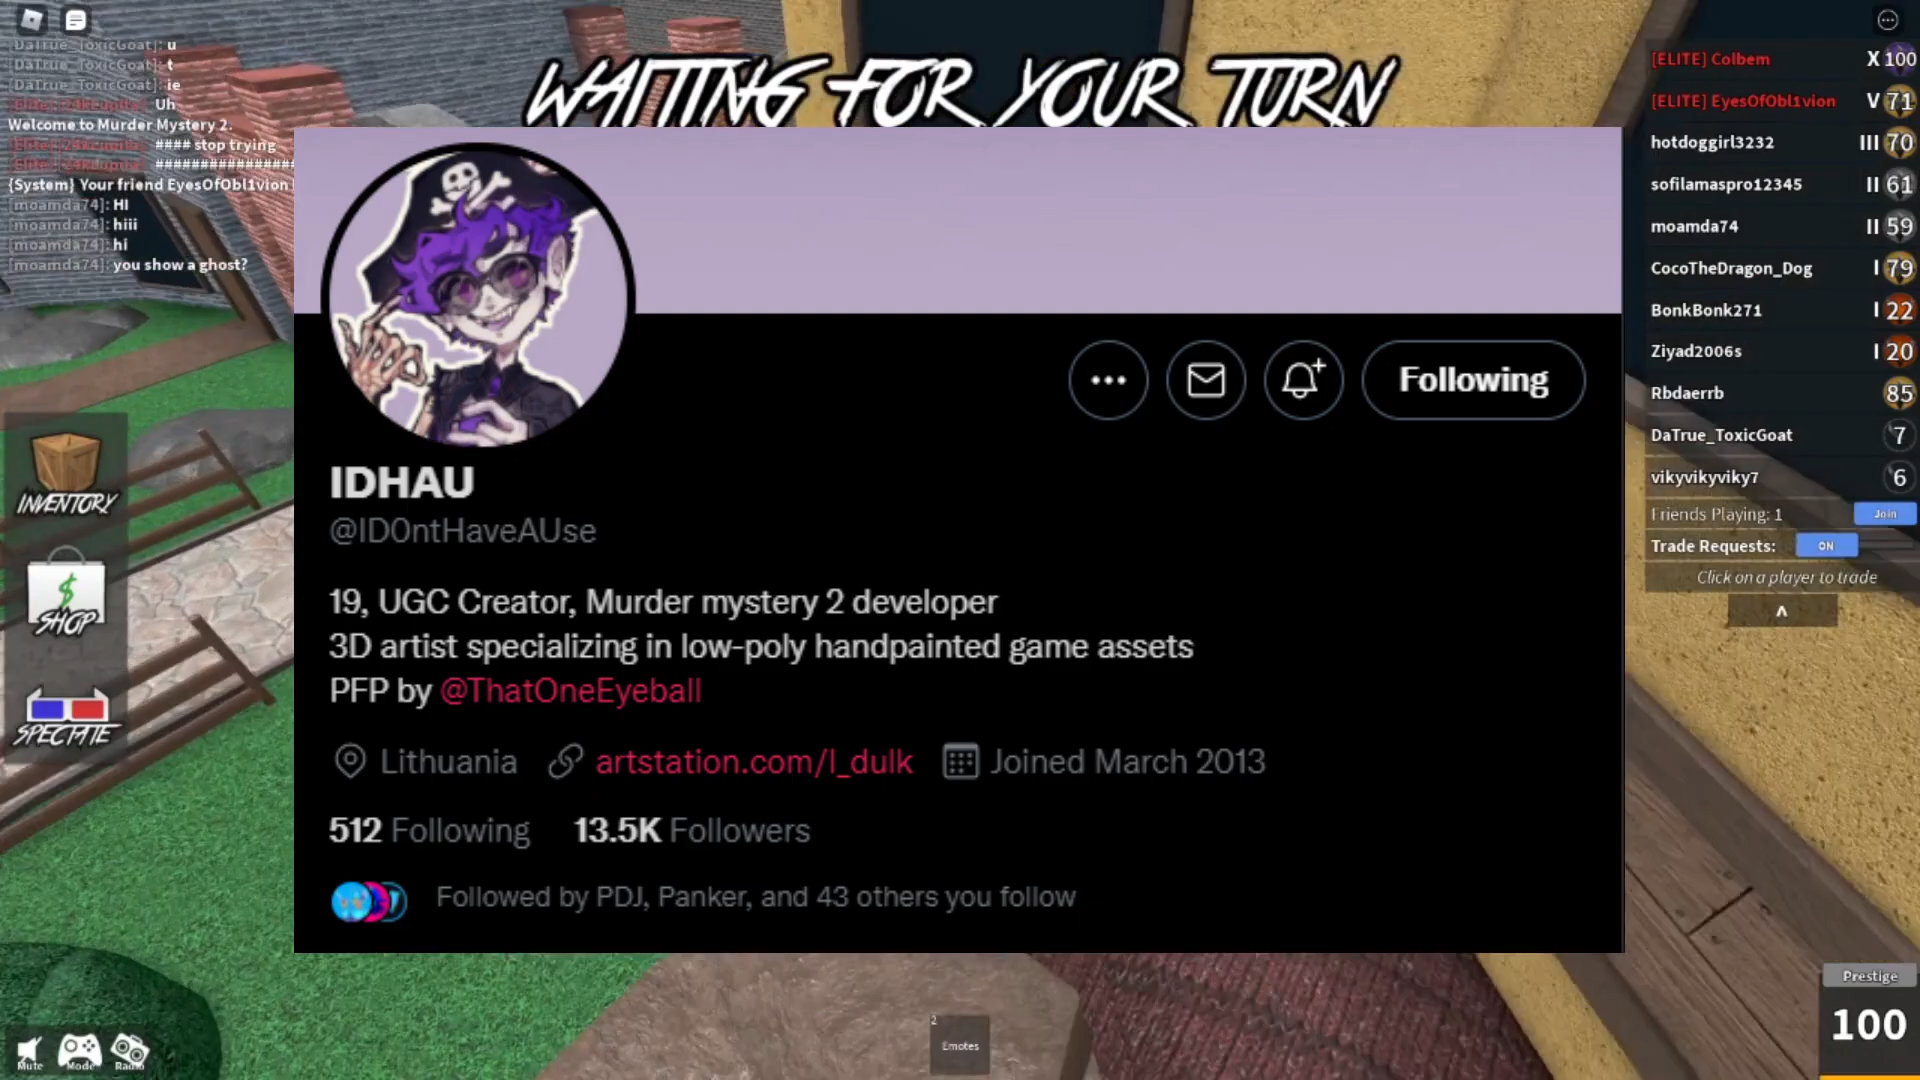 [DaTrue_ToxicGoat]: u
[DaTrue_ToxicGoat]: t
[DaTrue_ToxicGoat]: ie
Uh
Welcome to Murder Mystery 2.
#### stop trying
{System} Your friend EyesOfObl1vion
[moamda74]: HI
[moamda74]: hiii
[moamda74]: hi
[moamda74]: you show a ghost?
WAITING FOR YOUR TURN
INVENTORY
$
SHOP
SPECTATE
Mute
Mode
Radio
IDHAU
@ID0ntHaveAUse
Following
19, UGC Creator, Murder mystery 2 developer
3D artist specializing in low-poly handpainted game assets
PFP by @ThatOneEyeball
Lithuania artstation.com/l_dulk Joined March 2013
512 Following 13.5K Followers
Followed by PDJ, Panker, and 43 others you follow
[ELITE] Colbem X 100
[ELITE] EyesOfObl1vion V 71
hotdoggirl3232 III 70
sofilamaspro12345 II 61
moamda74 II 59
CocoTheDragon_Dog I 79
BonkBonk271 I 22
Ziyad2006s I 20
Rbdaerrb 85
DaTrue_ToxicGoat 7
vikyvikyviky7 6
Friends Playing: 1 Join
Trade Requests: ON
Click on a player to trade
^
2
Emotes
Prestige
100